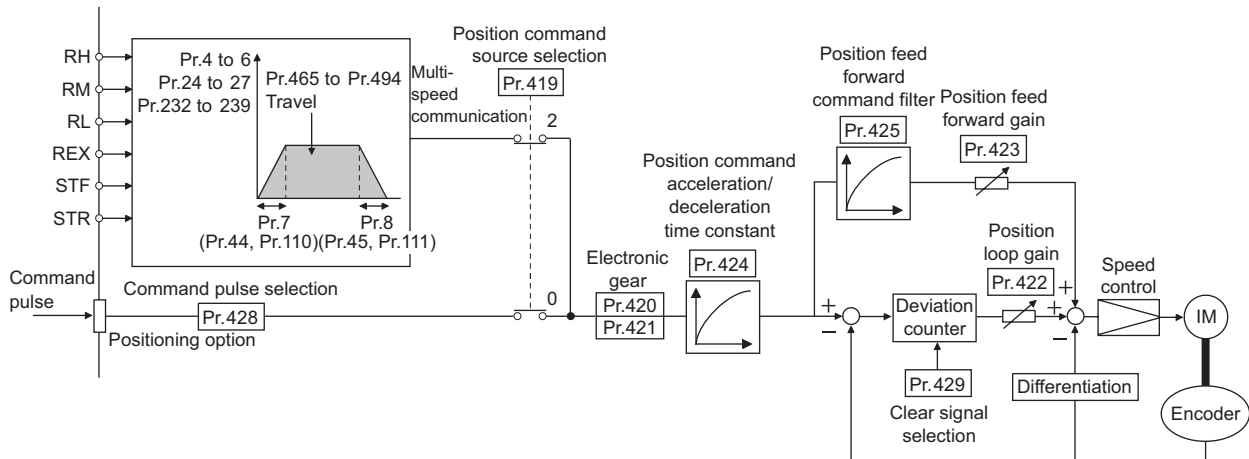 RH
RM
RL
REX
STF
STR
Pr.4 to 6
Pr.24 to 27
Pr.232 to 239
Pr.465 to Pr.494
Travel
Pr.7
(Pr.44, Pr.110)
Pr.8
(Pr.45, Pr.111)
Multi-
speed
communication
Position command
source selection
Pr.419
2
0
Command
pulse
Command pulse selection
Pr.428
Positioning option
Electronic
gear
Pr.420
Pr.421
Position command
acceleration/
deceleration
time constant
Pr.424
Position feed
forward
command filter
Pr.425
Position feed
forward gain
Pr.423
+
−
Deviation
counter
Pr.429
Clear signal
selection
Position
loop gain
Pr.422
+
+
−
Speed
control
IM
Differentiation
Encoder